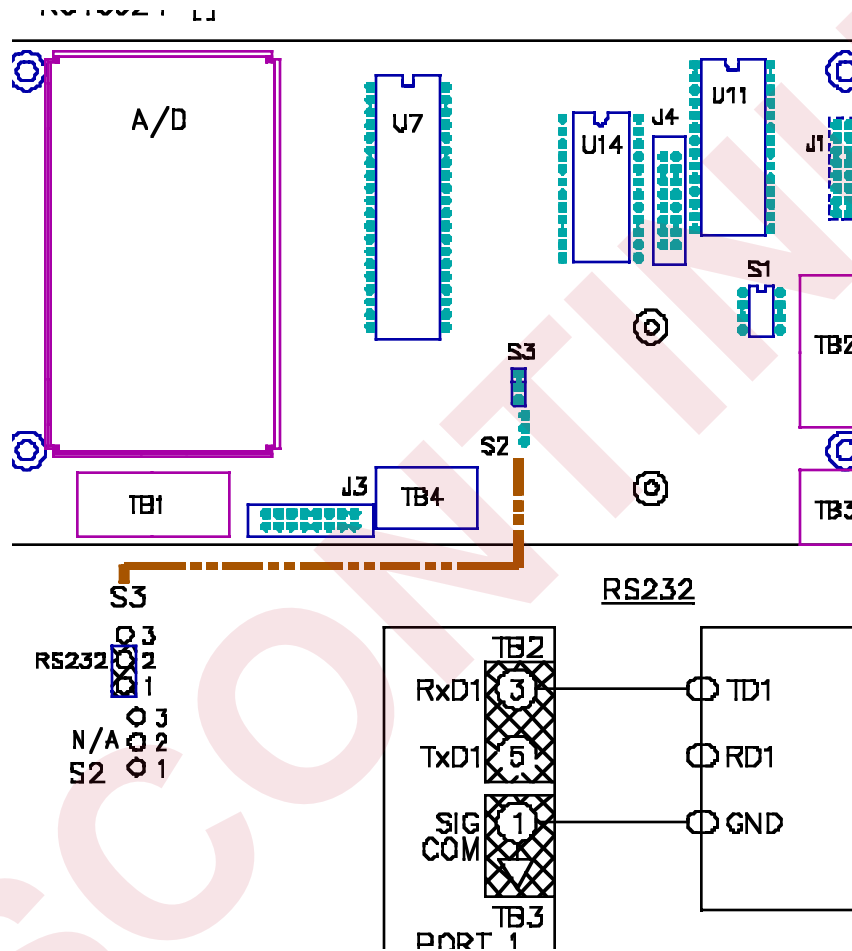 A/D
U7
U14
J4
U11
J1
S1
TB2
S3
S2
J3
TB1
TB4
TB3
S3
3
RS232 2
1
3
N/A 2
S2 1
RS232
TB2
RxD1 3 TD1
TxD1 5 RD1
SIG COM 1 GND
TB3
PORT 1